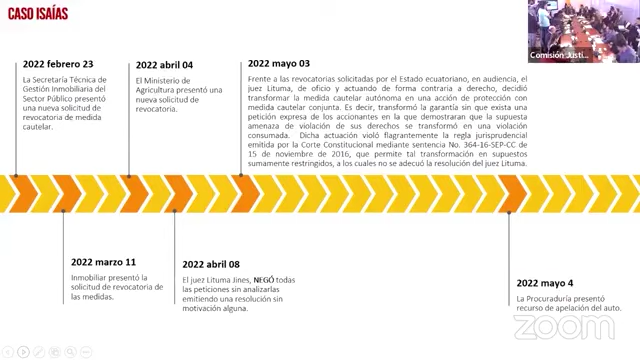 CASO ISAÍAS
2022 febrero 23
La Secretaría Técnica de
Gestión Inmobiliaria del
Sector Público presentó
una nueva solicitud de
revocatoria de medida
cautelar.
2022 abril 04
El Ministerio de
Agricultura presentó una
nueva solicitud de
revocatoria.
2022 mayo 03
Frente a las revocatorias solicitadas por el Estado ecuatoriano, en audiencia, el
juez Lituma, de oficio y actuando de forma contraria a derecho, decidió
transformar la medida cautelar autónoma en una acción de protección con
medida cautelar conjunta. Es decir, transformó la garantía sin que exista una
petición expresa de los accionantes en la que demostraran que la supuesta
amenaza de violación de sus derechos se transformó en una violación
consumada. Dicha actuación violó flagrantemente la regla jurisprudencial
emitida por la Corte Constitucional mediante sentencia No. 364-16-SEP-CC de
15 de noviembre de 2016, que permite tal transformación en supuestos
sumamente restringidos, a los cuales no se adecuó la resolución del juez Lituma.
Comisión Justi...
2022 marzo 11
Inmobiliar presentó la
solicitud de revocatoria de
las medidas.
2022 abril 08
El juez Lituma Jines, NEGÓ todas
las peticiones sin analizarlas
emitiendo una resolución sin
motivación alguna.
2022 mayo 4
La Procuraduría presentó
recurso de apelación del auto.
zoom